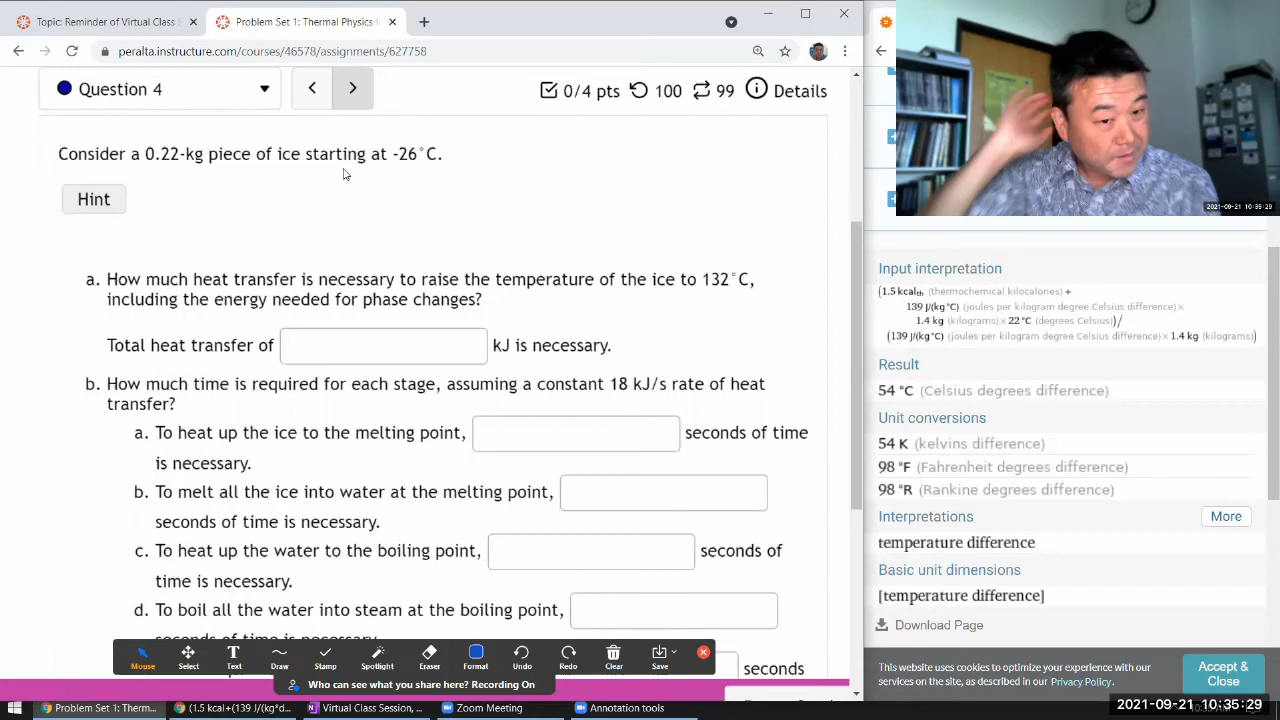 Topic: Reminder of Virtual Class
Problem Set 1: Thermal Physics
peralta.instructure.com/courses/46578/assignments/627758
Question 4
0/4 pts 100 99 Details
Consider a 0.22-kg piece of ice starting at -26°C.
Hint
a. How much heat transfer is necessary to raise the temperature of the ice to 132°C,
including the energy needed for phase changes?
Total heat transfer of kJ is necessary.
b. How much time is required for each stage, assuming a constant 18 kJ/s rate of heat
transfer?
a. To heat up the ice to the melting point, seconds of time
is necessary.
b. To melt all the ice into water at the melting point,
seconds of time is necessary.
c. To heat up the water to the boiling point, seconds of
time is necessary.
d. To boil all the water into steam at the boiling point,
seconds of time is necessary.
seconds
Mouse Select Text Draw Stamp Spotlight Eraser Format Undo Redo Clear Save
Who can see what you share here? Recording On
2021-09-21 10:35:29
Input interpretation
(1.5 kcalth (thermochemical kilocalories) +
139 J/(kg °C) (joules per kilogram degree Celsius difference)×
1.4 kg (kilograms)× 22 °C (degrees Celsius))/
(139 J/(kg °C) (joules per kilogram degree Celsius difference)× 1.4 kg (kilograms))
Result
54 °C (Celsius degrees difference)
Unit conversions
54 K (kelvins difference)
98 °F (Fahrenheit degrees difference)
98 °R (Rankine degrees difference)
Interpretations
More
temperature difference
Basic unit dimensions
[temperature difference]
Download Page
This website uses cookies to optimize your experience with our
services on the site, as described in our Privacy Policy.
Accept &
Close
Problem Set 1: Therm... (1.5 kcal+(139 J/(kg*d... Virtual Class Session, ... Zoom Meeting Annotation tools
2021-09-21 10:35:29